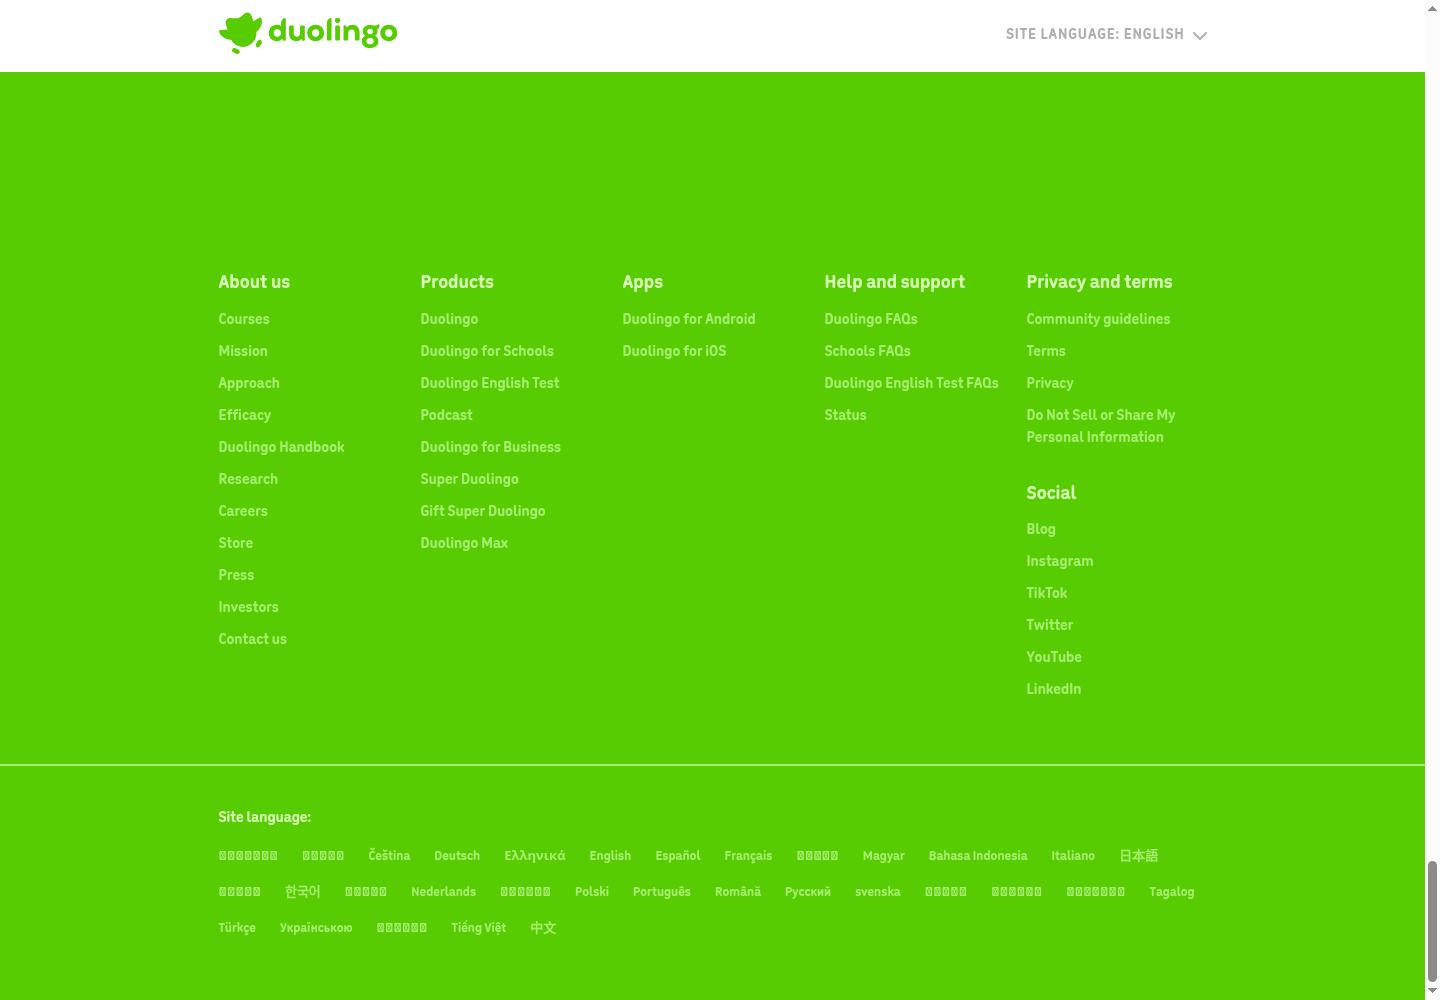 duolingo
SITE LANGUAGE: ENGLISH
About us
Courses
Mission
Approach
Efficacy
Duolingo Handbook
Research
Careers
Store
Press
Investors
Contact us
Products
Duolingo
Duolingo for Schools
Duolingo English Test
Podcast
Duolingo for Business
Super Duolingo
Gift Super Duolingo
Duolingo Max
Apps
Duolingo for Android
Duolingo for iOS
Help and support
Duolingo FAQs
Schools FAQs
Duolingo English Test FAQs
Status
Privacy and terms
Community guidelines
Terms
Privacy
Do Not Sell or Share My
Personal Information
Social
Blog
Instagram
TikTok
Twitter
YouTube
LinkedIn
Site language:
Čeština Deutsch Ελληνικά English Español Français Magyar Bahasa Indonesia Italiano 日本語
한국어 Nederlands Polski Português Română Русский svenska Tagalog
Türkçe Українською Tiếng Việt 中文